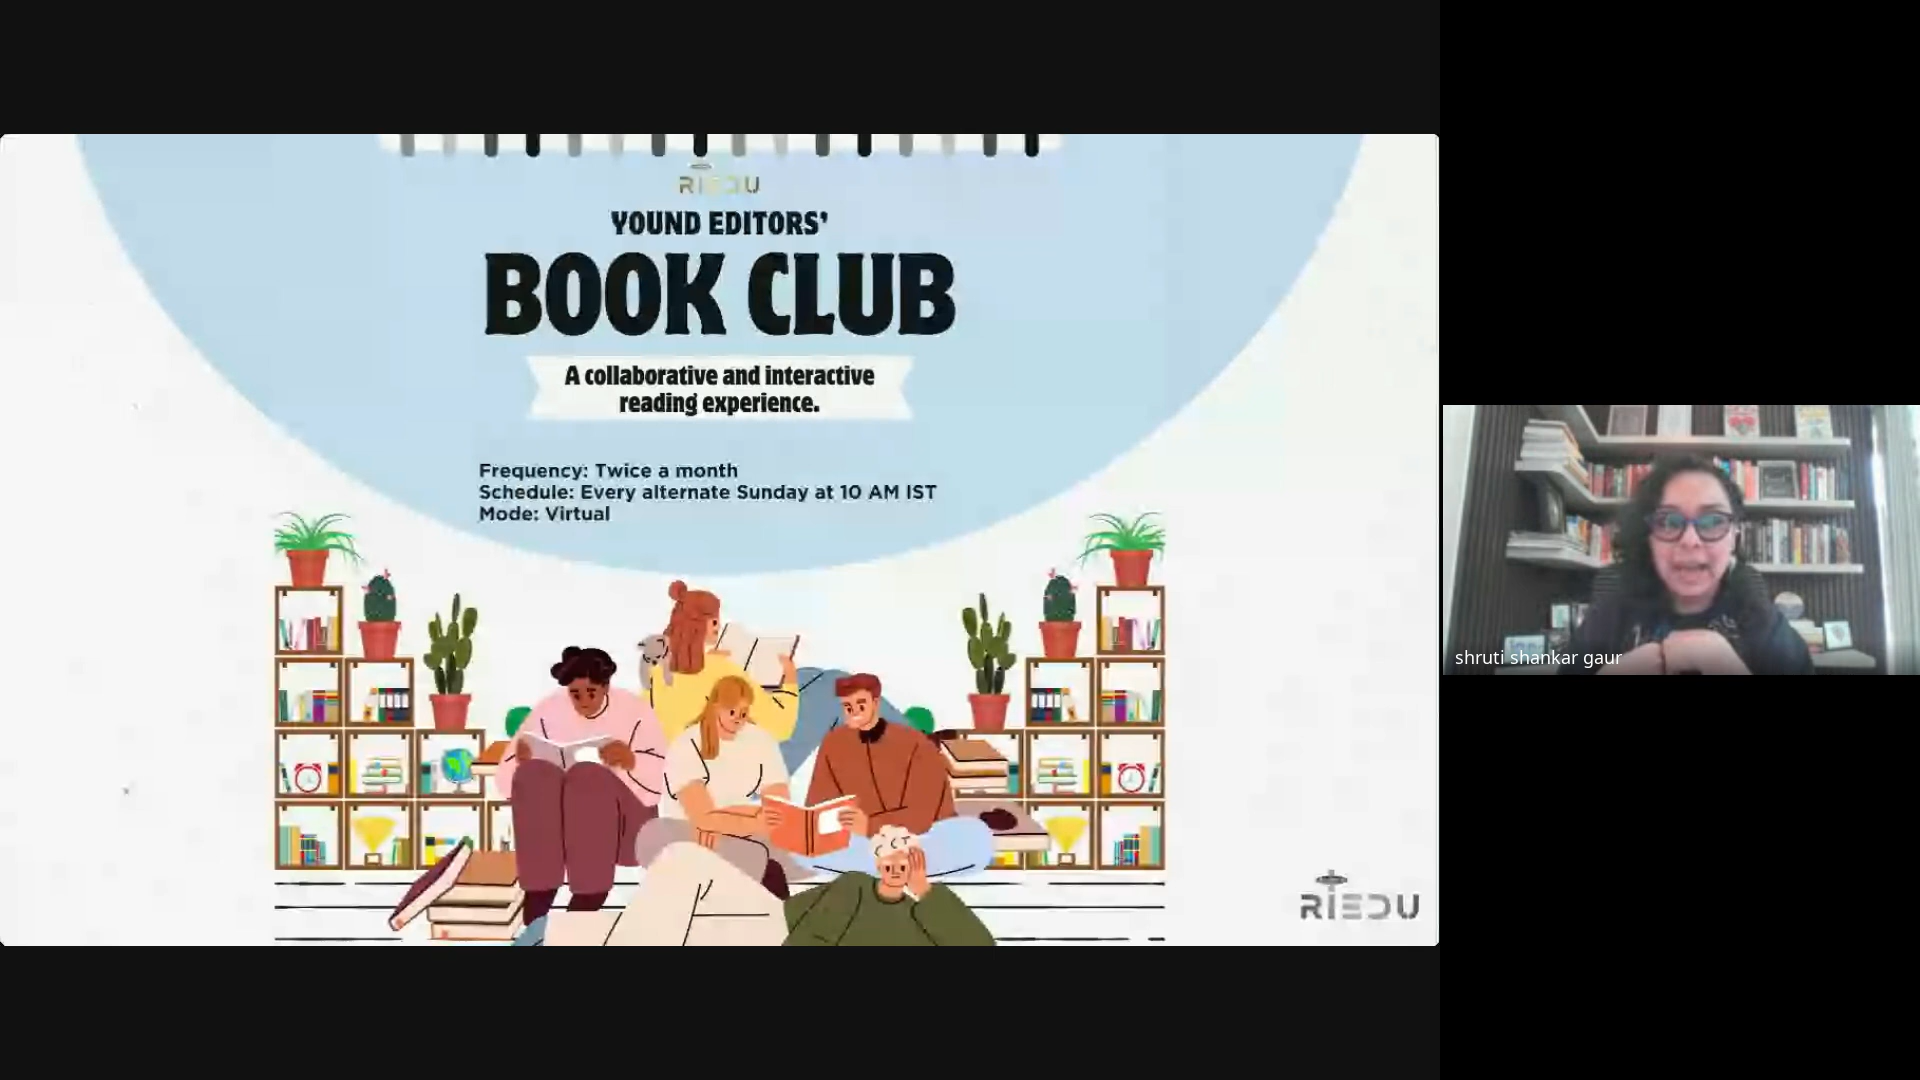 RIEDU
YOUND EDITORS'
BOOK CLUB
A collaborative and interactive
reading experience.
Frequency: Twice a month
Schedule: Every alternate Sunday at 10 AM IST
Mode: Virtual
RIEDU
shruti shankar gaur